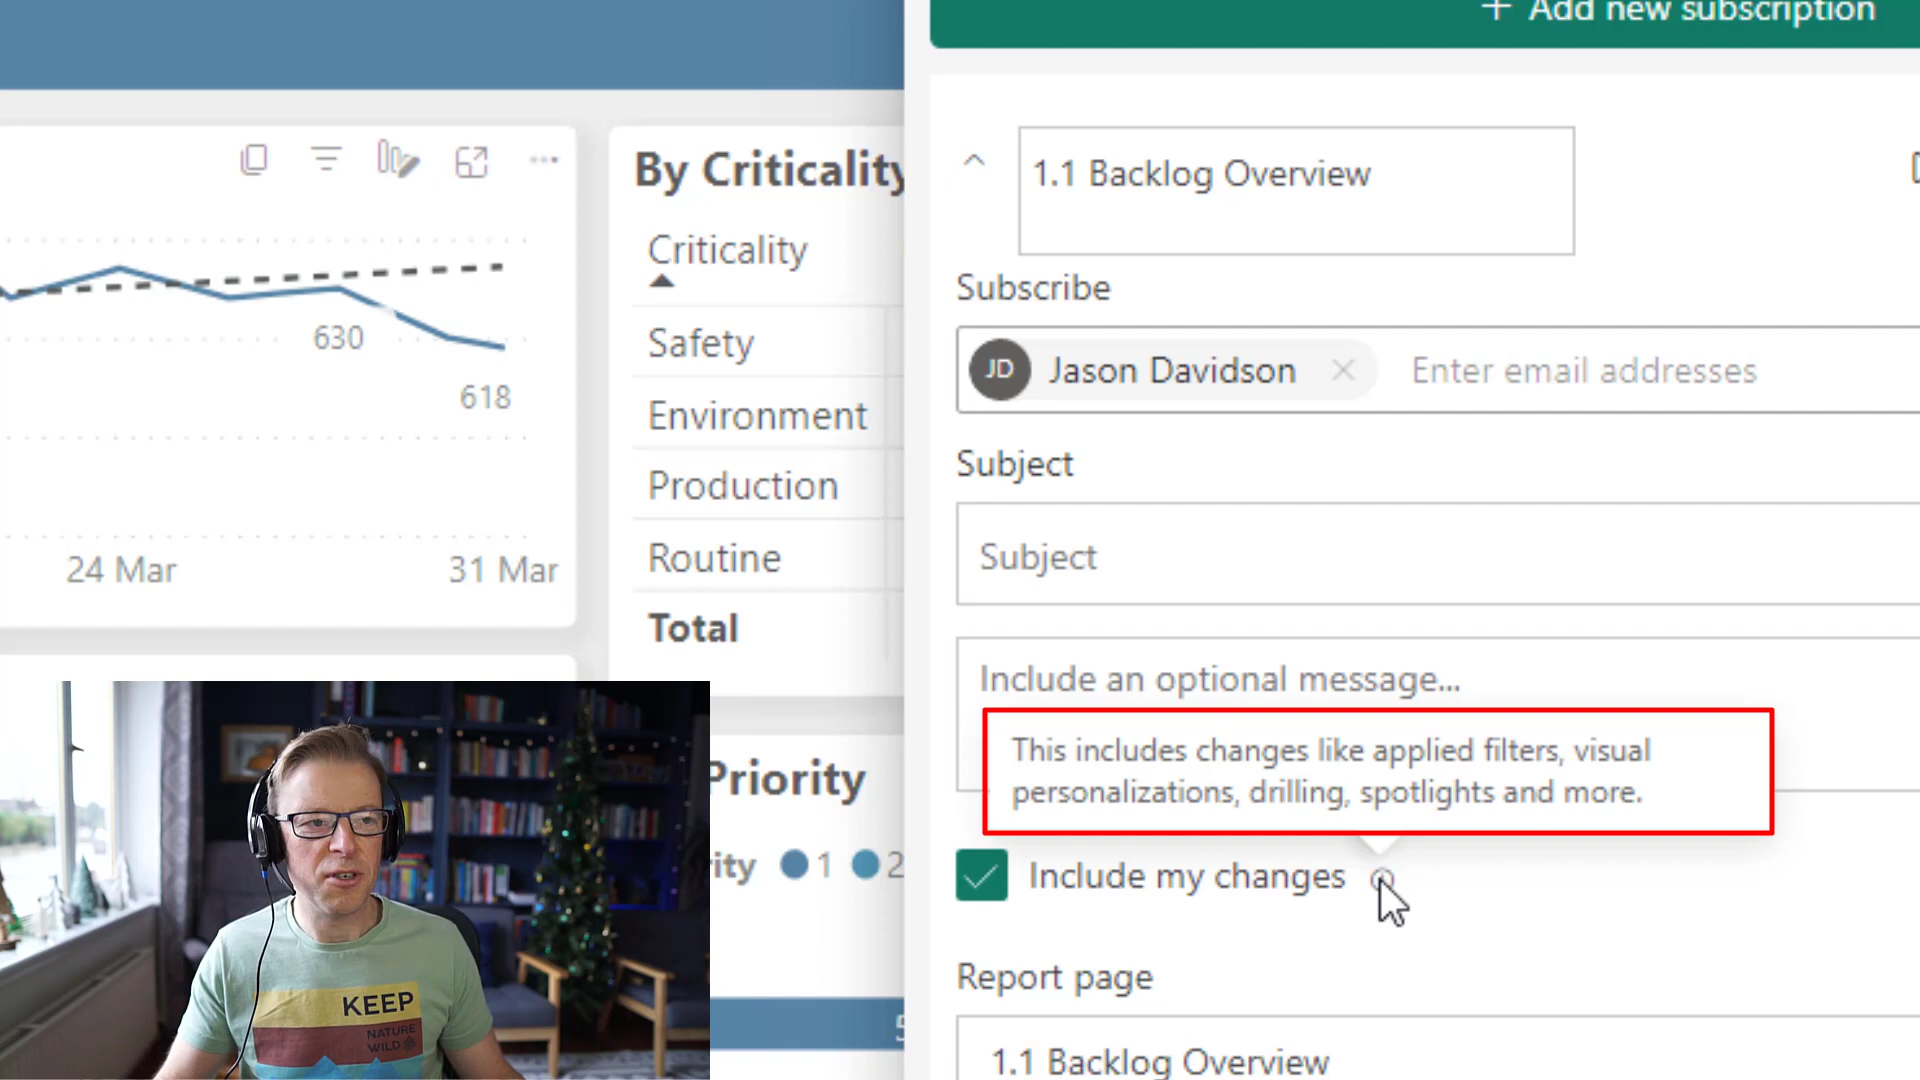 + Add new subscription
By Criticality
1.1 Backlog Overview
Criticality
Subscribe
630
Safety
JD Jason Davidson Enter email addresses
618
Environment
Subject
Production
24 Mar
31 Mar
Routine
Subject
Total
Include an optional message...
This includes changes like applied filters, visual
personalizations, drilling, spotlights and more.
Priority
1 2
Include my changes
Report page
KEEP
NATURE
WILD
1.1 Backlog Overview